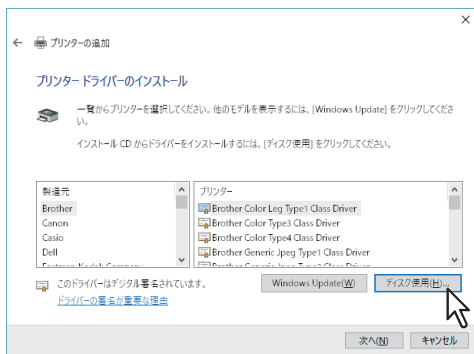 プリンターの追加
プリンター ドライバーのインストール
一覧からプリンターを選択してください。他のモデルを表示するには、[Windows Update] をクリックしてくださ
い。
インストール CD からドライバーをインストールするには、[ディスク使用] をクリックしてください。
製造元
Brother
Canon
Casio
Dell
Eastman Kodak Company
プリンター
Brother Color Leg Type1 Class Driver
Brother Color Type3 Class Driver
Brother Color Type4 Class Driver
Brother Generic Jpeg Type1 Class Driver
Brother Generic Jpeg Type2 Class Driver
このドライバーはデジタル署名されています。
ドライバーの署名が重要な理由
Windows Update(W)
ディスク使用(H)...
次へ(N)
キャンセル